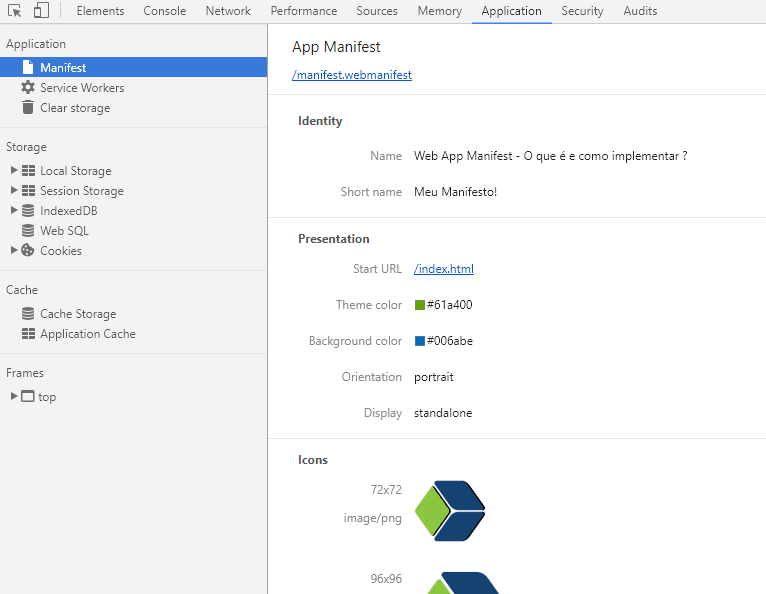 Elements Console Network Performance Sources Memory Application Security Audits
Application
Manifest
Service Workers
Clear storage
Storage
Local Storage
Session Storage
IndexedDB
Web SQL
Cookies
Cache
Cache Storage
Application Cache
Frames
top
App Manifest
/manifest.webmanifest
Identity
Name Web App Manifest - O que é e como implementar ?
Short name Meu Manifesto!
Presentation
Start URL /index.html
Theme color #61a400
Background color #006abe
Orientation portrait
Display standalone
Icons
72x72
image/png
96x96